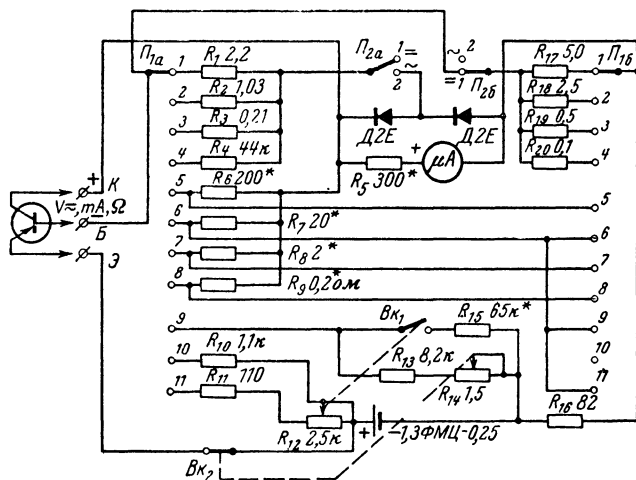 П1а 1 R1 2,2 П2а 1 = ~ 2 ~ 2 = 1 П2б R17 5,0 1 П1б
2 R2 1,03 R18 2,5 2
3 R3 0,21 Д2Е Д2Е R19 0,5 3
4 R4 44к + μA R20 0,1 4
+ К 5 R6 200* R5 300* 5
V≂, mA, Ω Б 6 R7 20* 6
Э 7 R8 2* 7
8 R9 0,2* ом 8
9 Вк1 R15 65к* 9
10 R10 1,1к R13 8,2к 10
11 R11 110 R14 1,5 11
R12 2,5к + –1,3ФМЦ-0,25 R16 82
Вк2